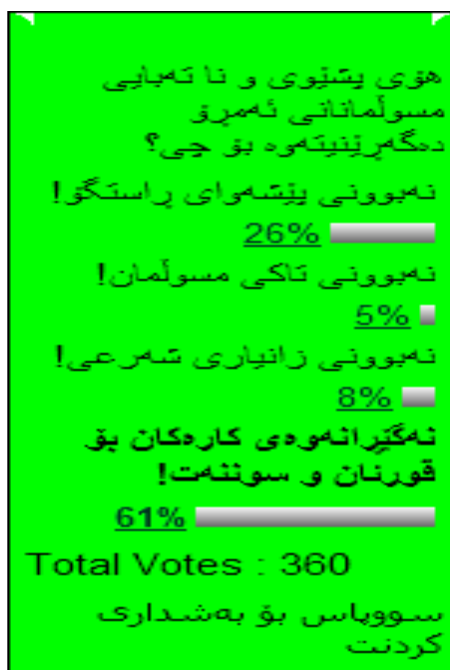 هۆی پشێوی و نا تەبایی
مسوڵمانانی ئەمڕۆ
دەگەڕێنیتەوە بۆ چی؟
نەبوونی پێشەوای ڕاستگۆ!
26%
نەبوونی تاکی مسوڵمان!
5%
نەبوونی زانیاری شەرعی!
8%
نەگێڕانەوەی کارەکان بۆ
قورئان و سوننەت!
61%
Total Votes : 360
سووپاس بۆ بەشداری
کردنت